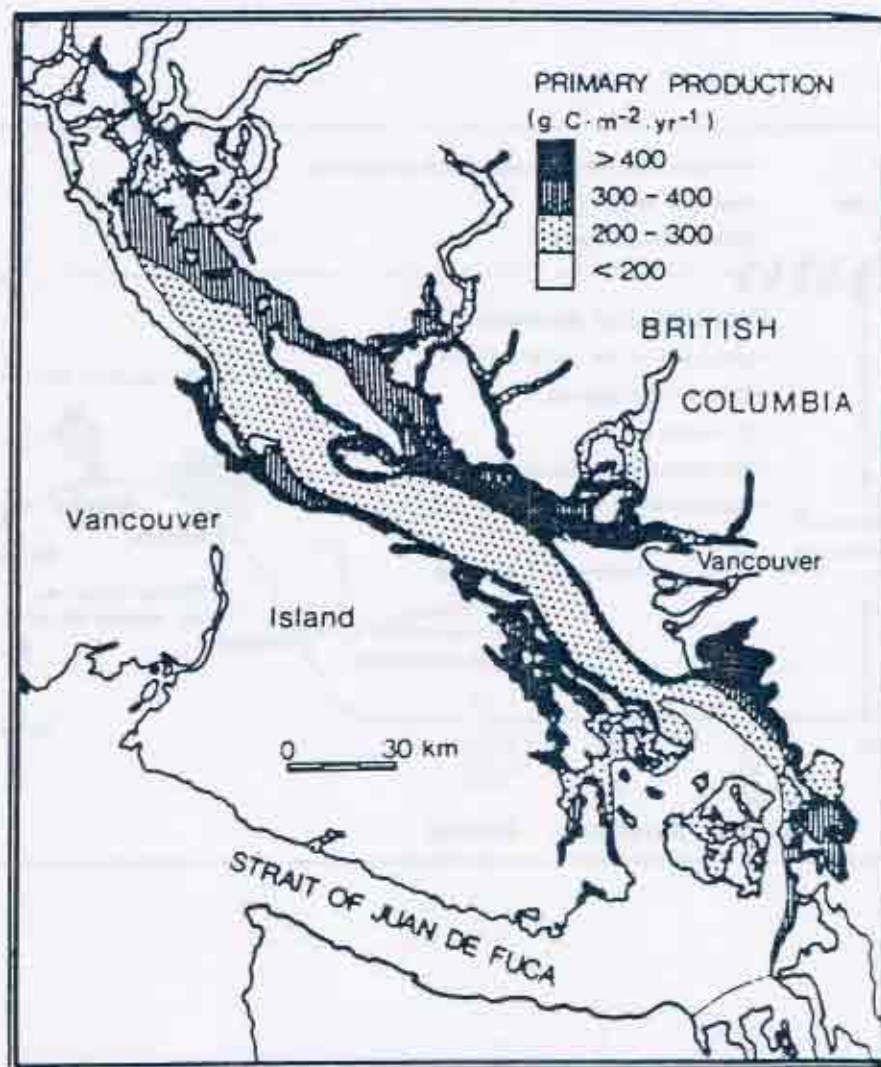 PRIMARY PRODUCTION
(g C·m⁻².yr⁻¹)
>400
300-400
200-300
<200
BRITISH
COLUMBIA
Vancouver
Vancouver
Island
0 30 km
STRAIT OF JUAN DE FUCA